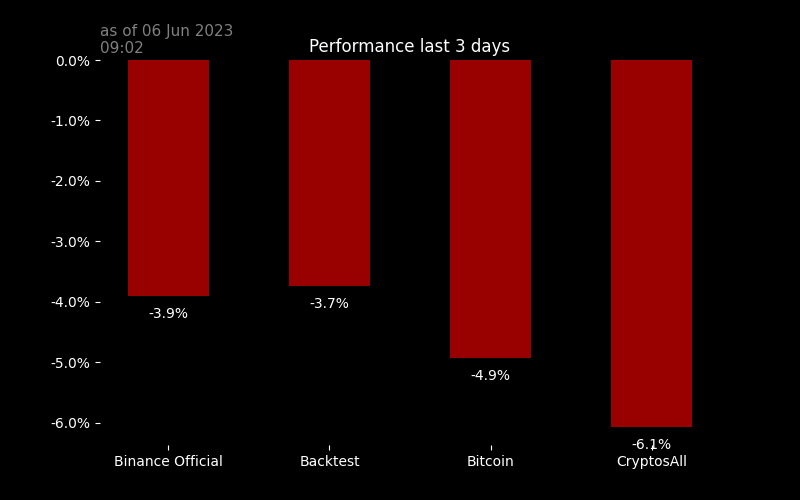 as of 06 Jun 2023
09:02
Performance last 3 days
0.0%
-1.0%
-2.0%
-3.0%
-4.0%
-5.0%
-6.0%
-3.9%
-3.7%
-4.9%
-6.1%
Binance Official
Backtest
Bitcoin
CryptosAll